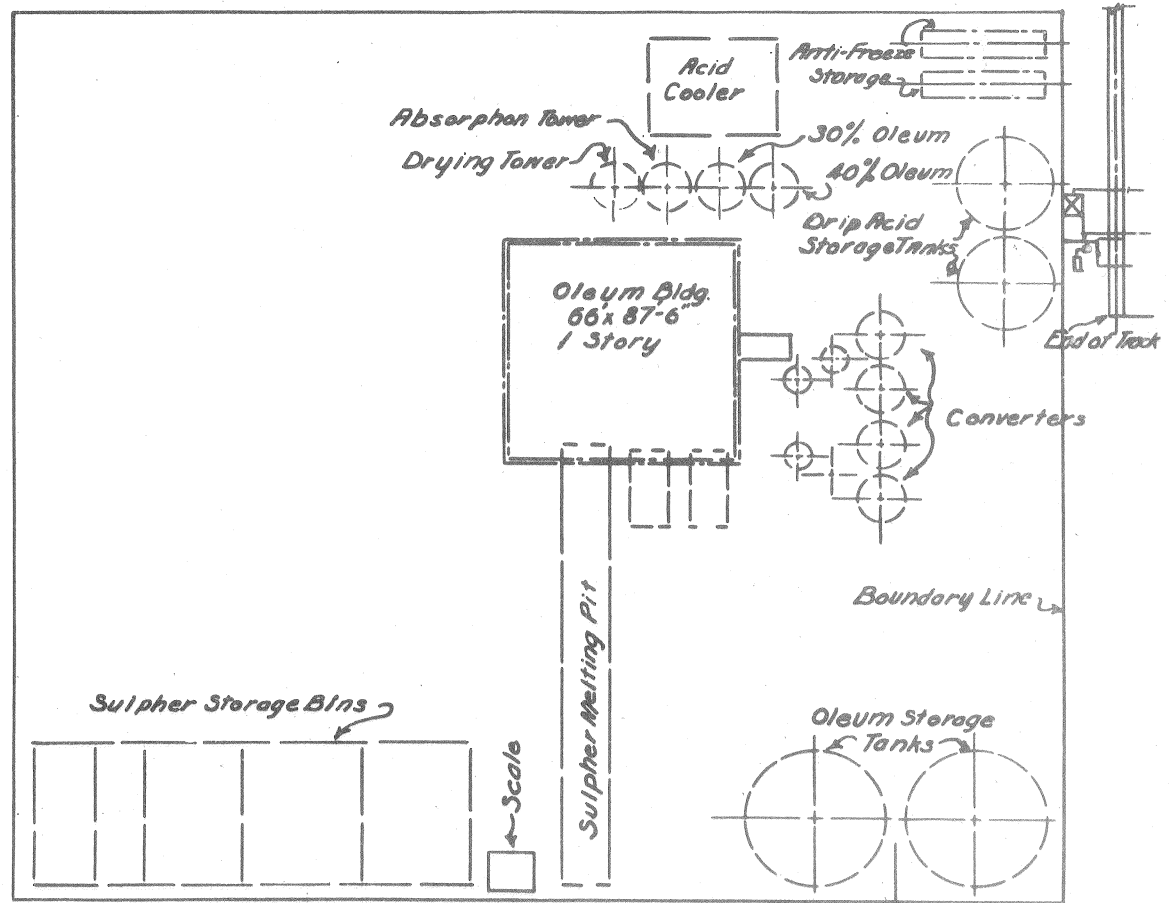 Acid
Cooler
Anti-Freeze
Storage
Absorphon Tower
Drying Tower
30% Oleum
40% Oleum
Drip Acid
Storage Tanks
Oleum Bldg.
66'x 87'-6"
1 Story
End of Track
Converters
Boundary Line
Sulpher Melting Pit
Sulpher Storage Bins
Scale
Oleum Storage
Tanks